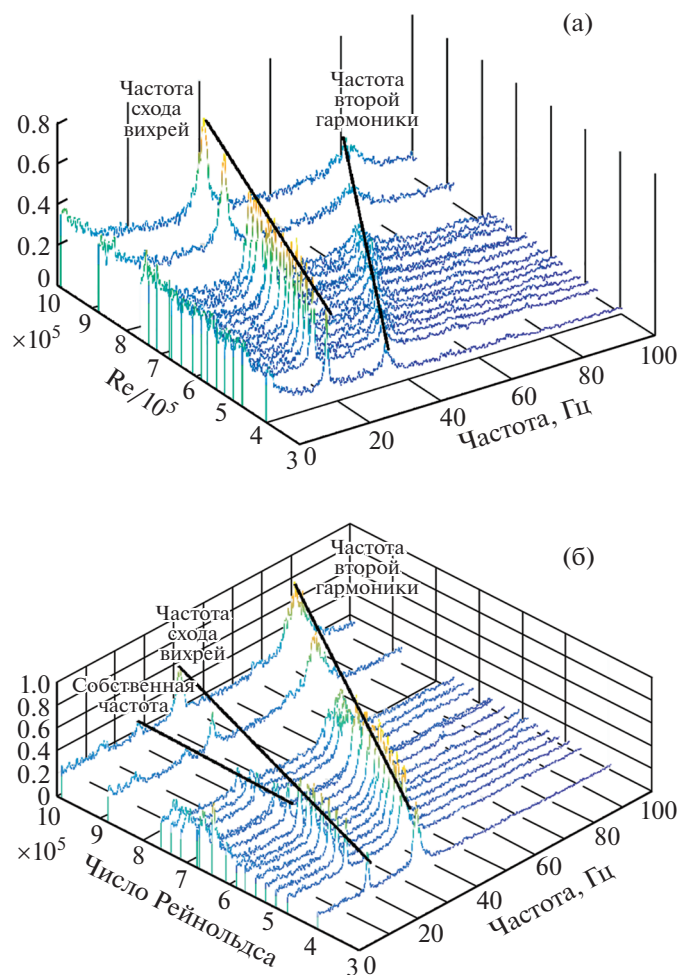 (а)
Частота
схода
вихрей
Частота
второй
гармоники
0.8
0.6
0.4
0.2
0
10
×10⁵
9
8
7
6
5
4
3
Re/10⁵
0
20
40
60
80
100
Частота, Гц
(б)
Частота
второй
гармоники
Частота
схода
вихрей
Собственная
частота
1.0
0.8
0.6
0.4
0.2
0
10
×10⁵
9
8
7
6
5
4
3
Число Рейнольдса
0
20
40
60
80
100
Частота, Гц